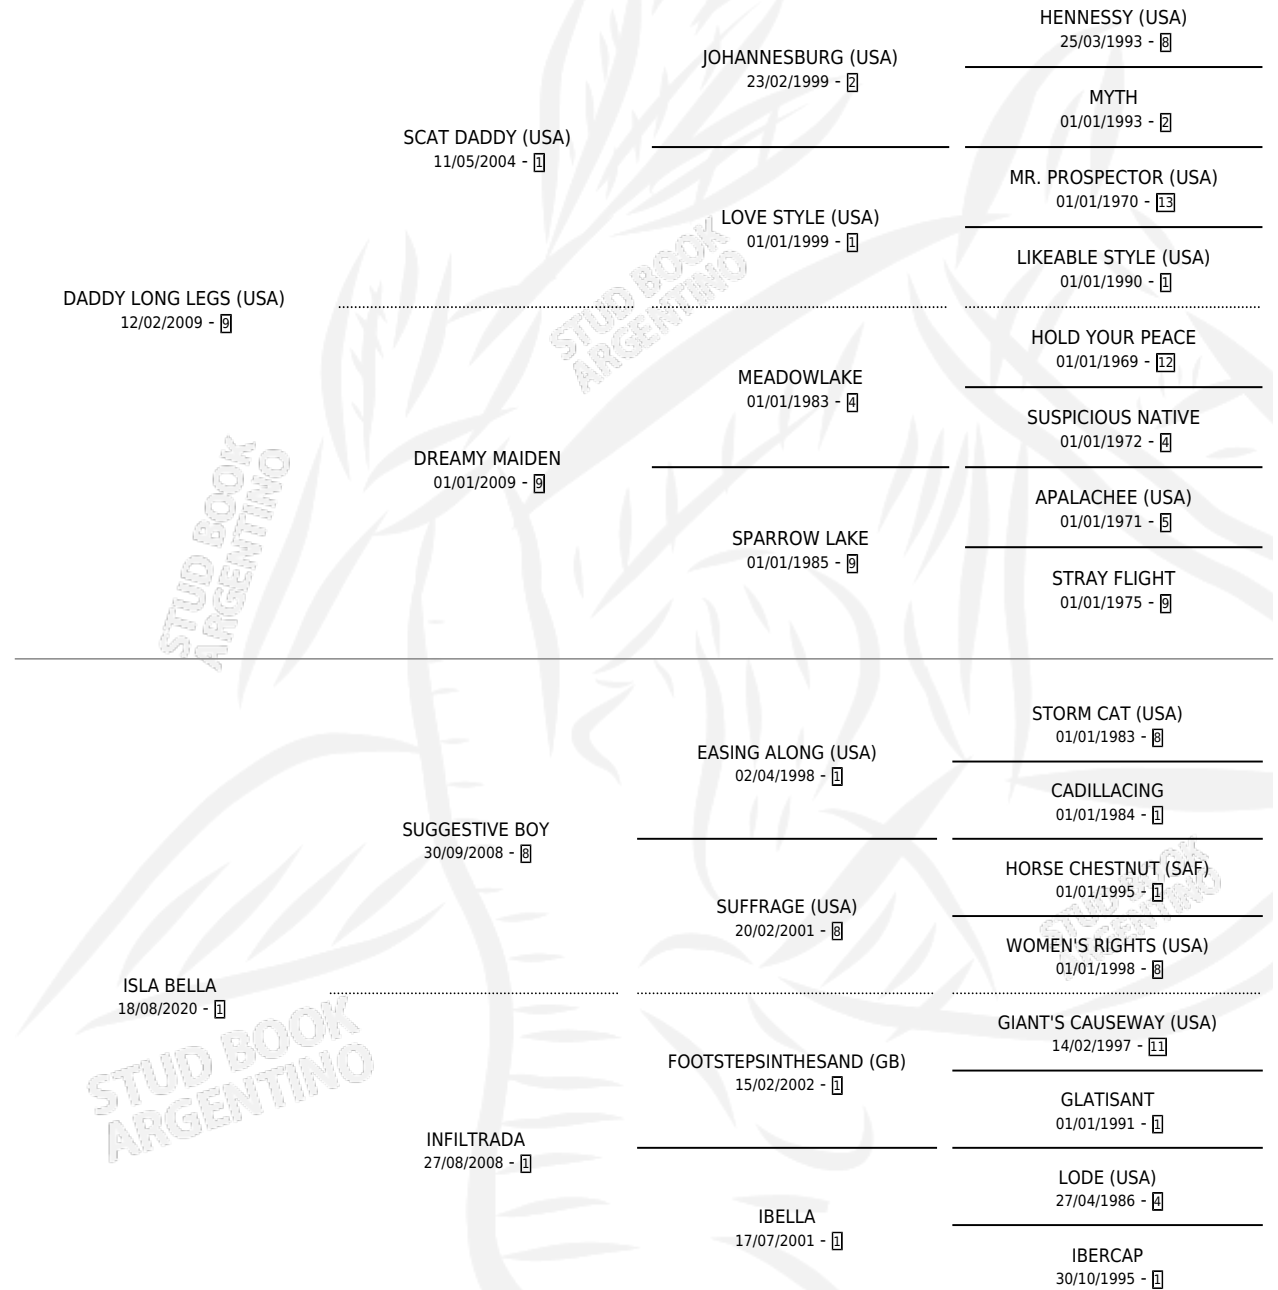 HENNESSY (USA)
25/03/1993 - 8
JOHANNESBURG (USA)
23/02/1999 - 2
MYTH
01/01/1993 - 2
SCAT DADDY (USA)
11/05/2004 - 1
MR. PROSPECTOR (USA)
01/01/1970 - 13
LOVE STYLE (USA)
01/01/1999 - 1
LIKEABLE STYLE (USA)
01/01/1990 - 1
DADDY LONG LEGS (USA)
12/02/2009 - 9
HOLD YOUR PEACE
01/01/1969 - 12
MEADOWLAKE
01/01/1983 - 4
SUSPICIOUS NATIVE
01/01/1972 - 4
DREAMY MAIDEN
01/01/2009 - 9
APALACHEE (USA)
01/01/1971 - 5
SPARROW LAKE
01/01/1985 - 9
STRAY FLIGHT
01/01/1975 - 9
STORM CAT (USA)
01/01/1983 - 8
EASING ALONG (USA)
02/04/1998 - 1
CADILLACING
01/01/1984 - 1
SUGGESTIVE BOY
30/09/2008 - 8
HORSE CHESTNUT (SAF)
01/01/1995 - 1
SUFFRAGE (USA)
20/02/2001 - 8
WOMEN'S RIGHTS (USA)
01/01/1998 - 8
ISLA BELLA
18/08/2020 - 1
GIANT'S CAUSEWAY (USA)
14/02/1997 - 11
FOOTSTEPSINTHESAND (GB)
15/02/2002 - 1
GLATISANT
01/01/1991 - 1
INFILTRADA
27/08/2008 - 1
LODE (USA)
27/04/1986 - 4
IBELLA
17/07/2001 - 1
IBERCAP
30/10/1995 - 1
STUD BOOK
ARGENTINO
STUD BOOK
ARGENTINO
STUD BOOK
ARGENTINO
STUD BOOK
ARGENTINO